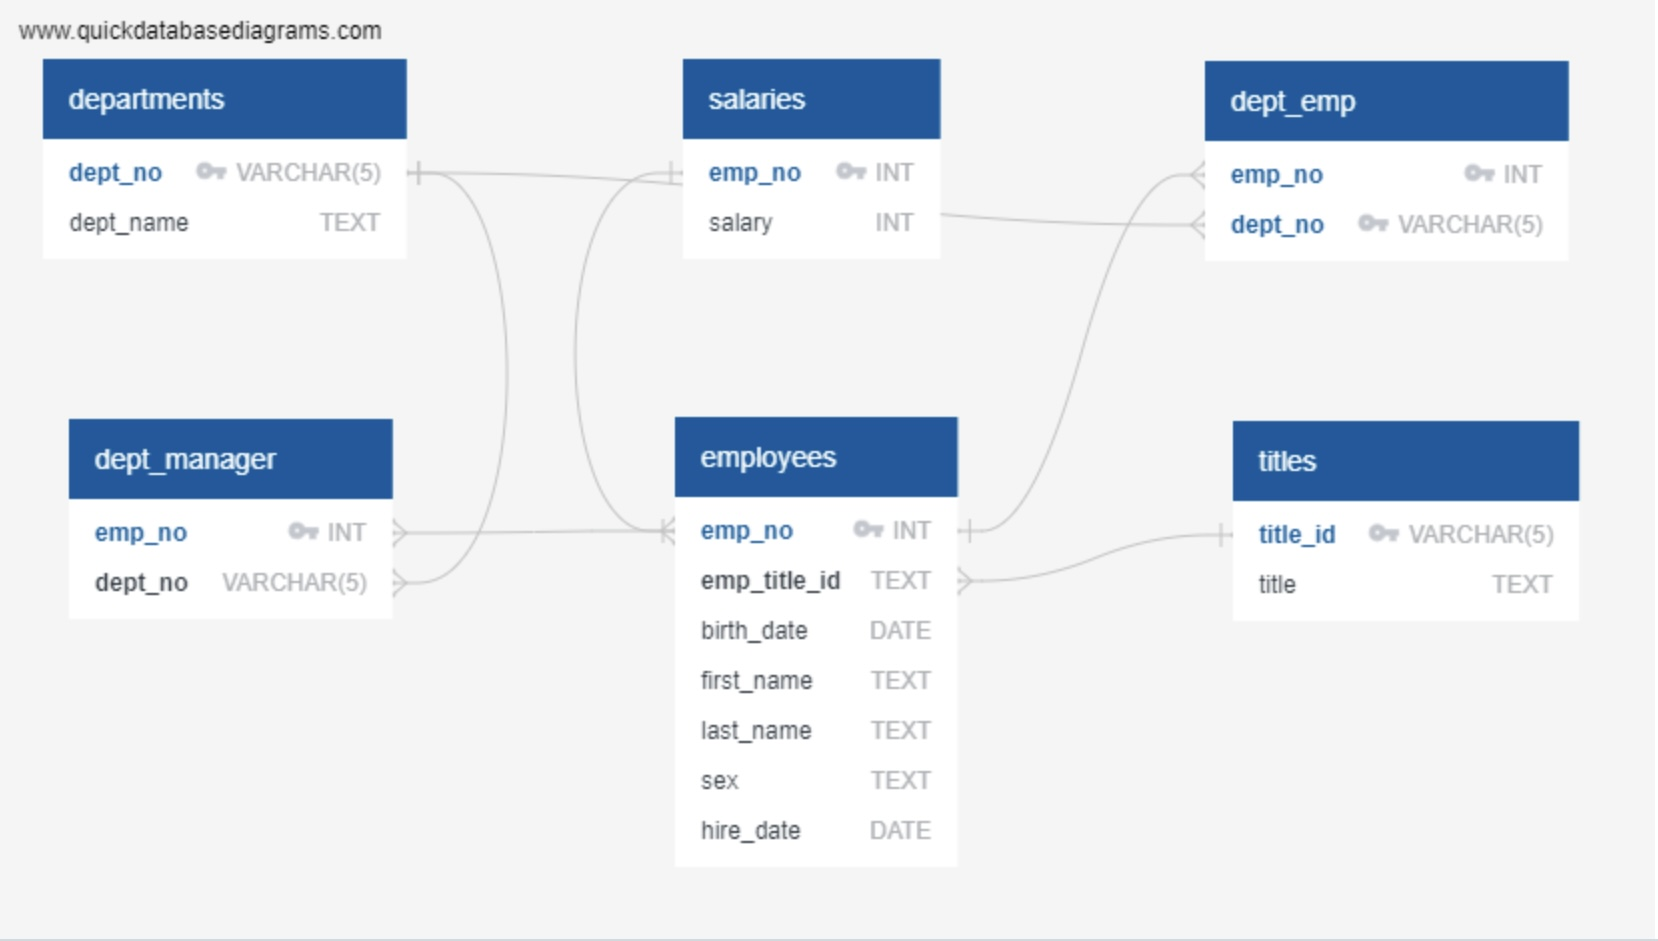 www.quickdatabasediagrams.com
departments
dept_no VARCHAR(5)
dept_name TEXT
salaries
emp_no INT
salary INT
dept_emp
emp_no INT
dept_no VARCHAR(5)
dept_manager
emp_no INT
dept_no VARCHAR(5)
employees
emp_no INT
emp_title_id TEXT
birth_date DATE
first_name TEXT
last_name TEXT
sex TEXT
hire_date DATE
titles
title_id VARCHAR(5)
title TEXT